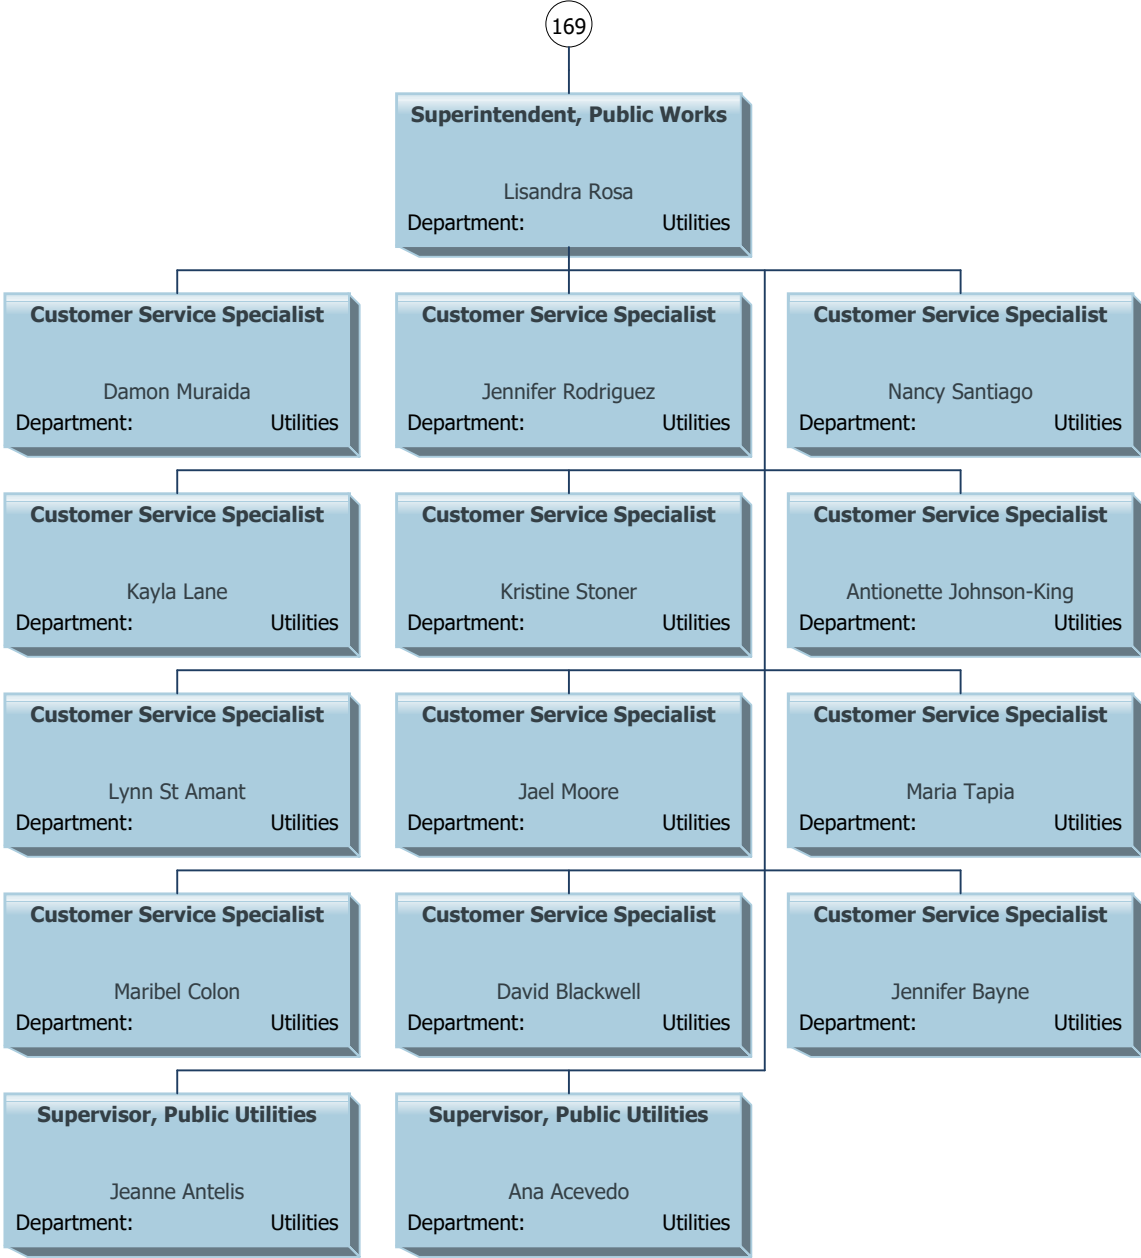 169
Superintendent, Public Works
Lisandra Rosa
Department: Utilities
Customer Service Specialist
Damon Muraida
Department: Utilities
Customer Service Specialist
Jennifer Rodriguez
Department: Utilities
Customer Service Specialist
Nancy Santiago
Department: Utilities
Customer Service Specialist
Kayla Lane
Department: Utilities
Customer Service Specialist
Kristine Stoner
Department: Utilities
Customer Service Specialist
Antionette Johnson-King
Department: Utilities
Customer Service Specialist
Lynn St Amant
Department: Utilities
Customer Service Specialist
Jael Moore
Department: Utilities
Customer Service Specialist
Maria Tapia
Department: Utilities
Customer Service Specialist
Maribel Colon
Department: Utilities
Customer Service Specialist
David Blackwell
Department: Utilities
Customer Service Specialist
Jennifer Bayne
Department: Utilities
Supervisor, Public Utilities
Jeanne Antelis
Department: Utilities
Supervisor, Public Utilities
Ana Acevedo
Department: Utilities